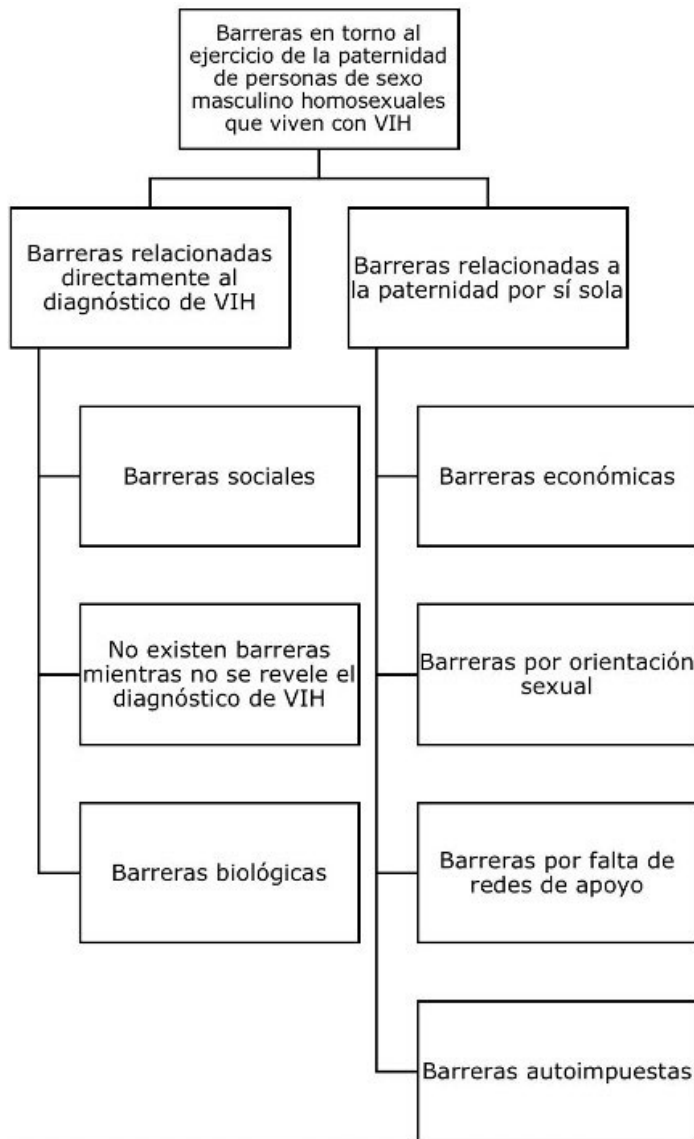 Barreras en torno al
ejercicio de la paternidad
de personas de sexo
masculino homosexuales
que viven con VIH
Barreras relacionadas
directamente al
diagnóstico de VIH
Barreras relacionadas a
la paternidad por sí sola
Barreras sociales
No existen barreras
mientras no se revele el
diagnóstico de VIH
Barreras biológicas
Barreras económicas
Barreras por orientación
sexual
Barreras por falta de
redes de apoyo
Barreras autoimpuestas